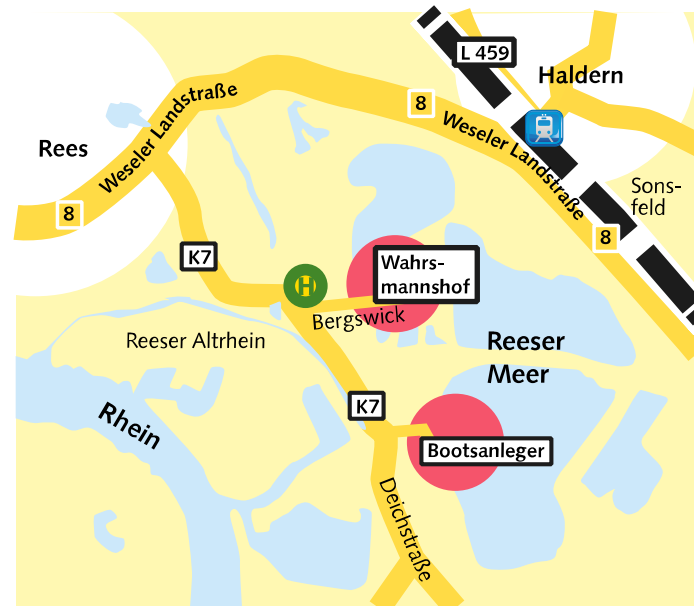 L 459
Haldern
8
Weseler Landstraße
Weseler Landstraße
Rees
Sons-
feld
8
8
K7
H
Wahrs-
mannshof
Bergswick
Reeser Altrhein
Reeser
Meer
K7
Rhein
Bootsanleger
Deichstraße